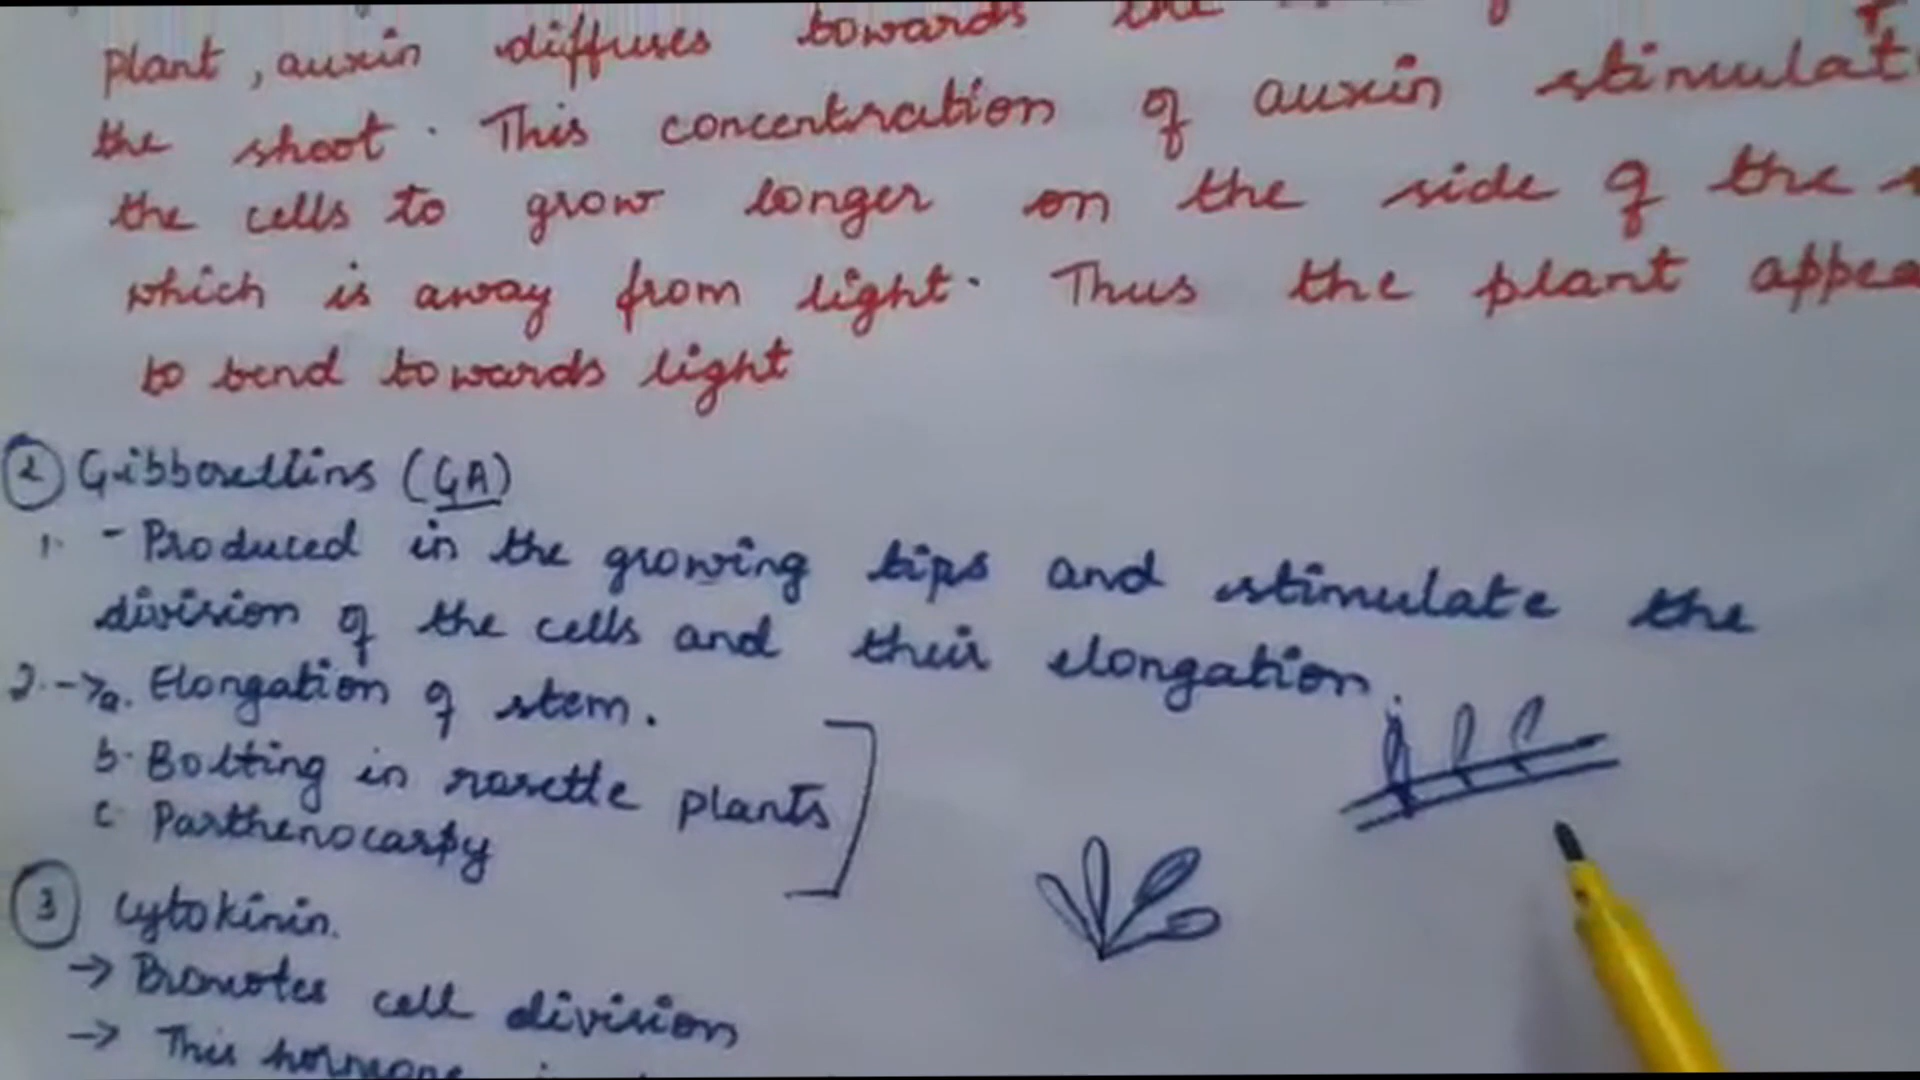 plant, auxin diffuses towards the
the shoot. This concentration of auxin stimulat
the cells to grow longer on the side of the
which is away from light. Thus the plant appea
to bend towards light
2 Gibberellins (GA)
1. - Produced in the growing tips and stimulate the
division of the cells and their elongation.
2. → a. Elongation of stem.
b. Bolting in rosette plants
c. Parthenocarpy
3 Cytokinin.
→ Promotes cell division
→ This hormone